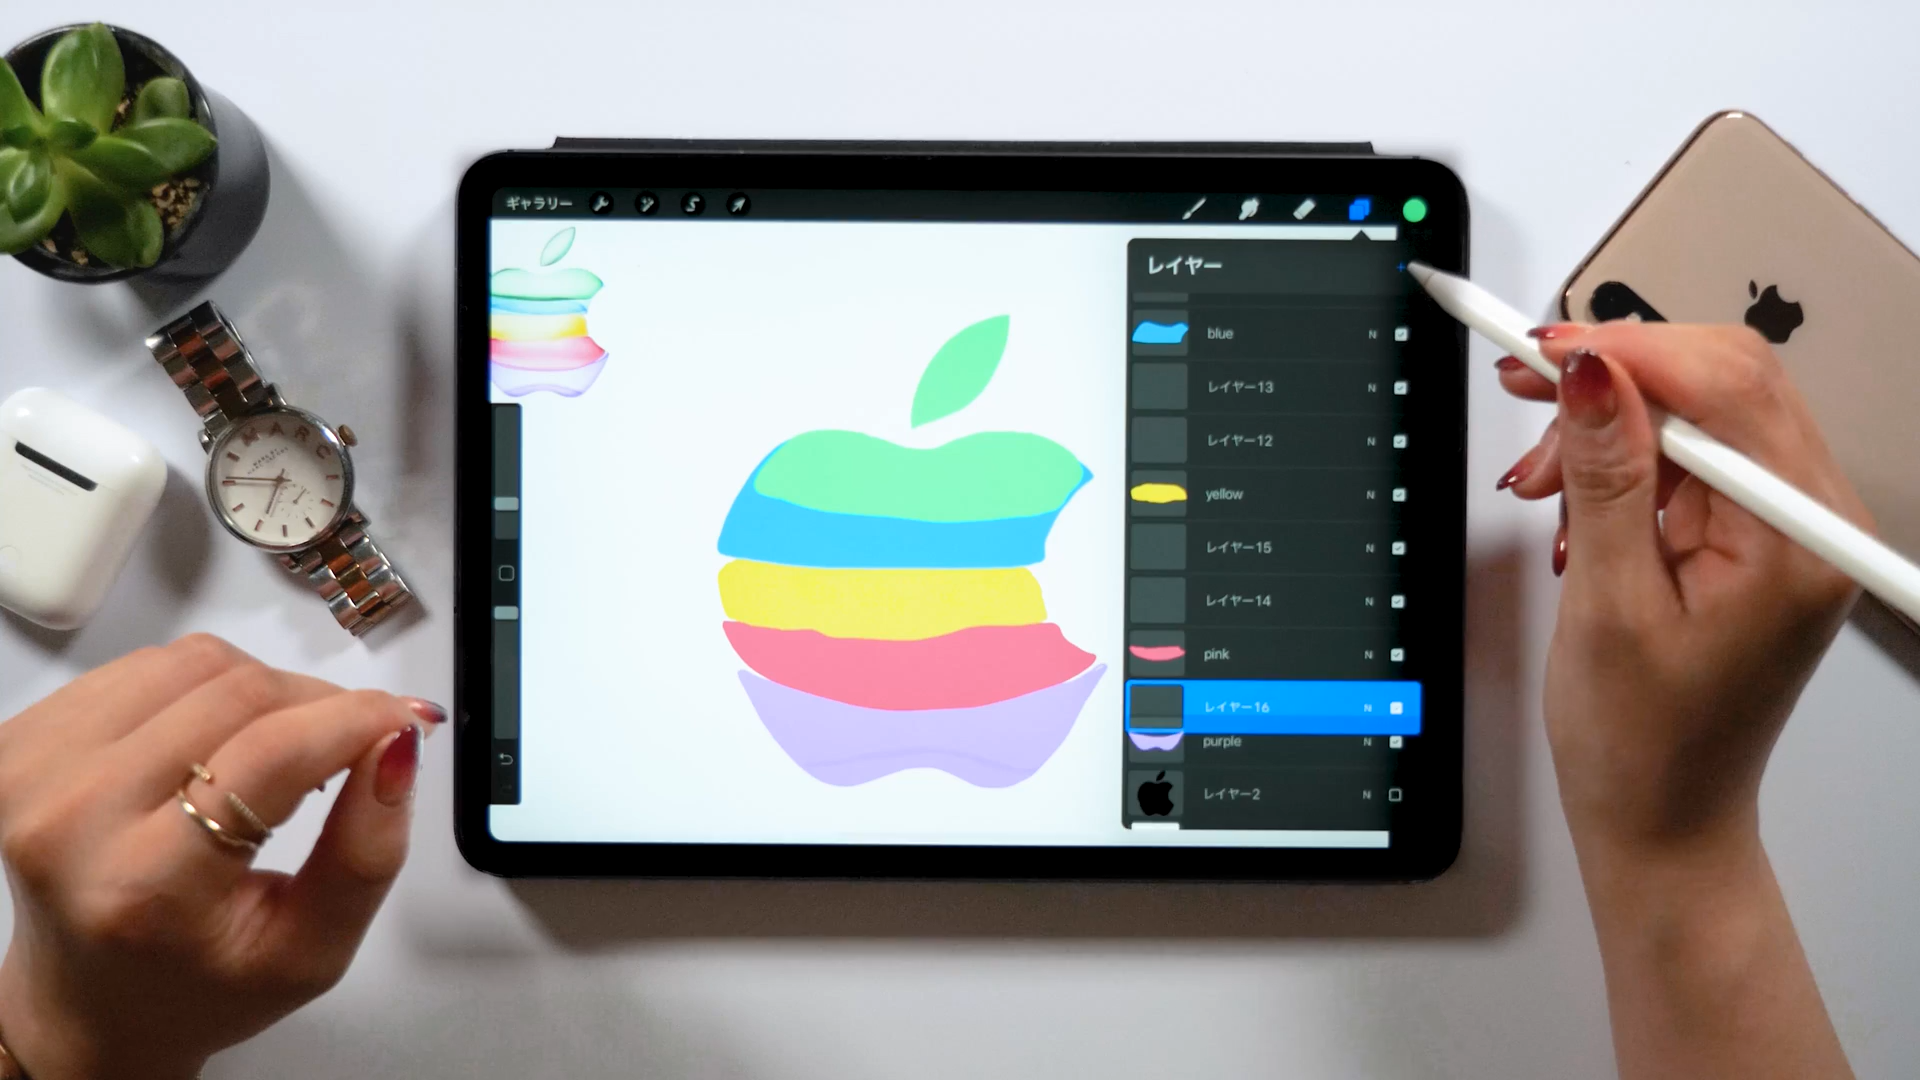 ギャラリー
レイヤー
blue N
レイヤー13 N
レイヤー12 N
yellow N
レイヤー15 N
レイヤー14 N
pink N
レイヤー16 N
purple N
レイヤー2 N
MARC